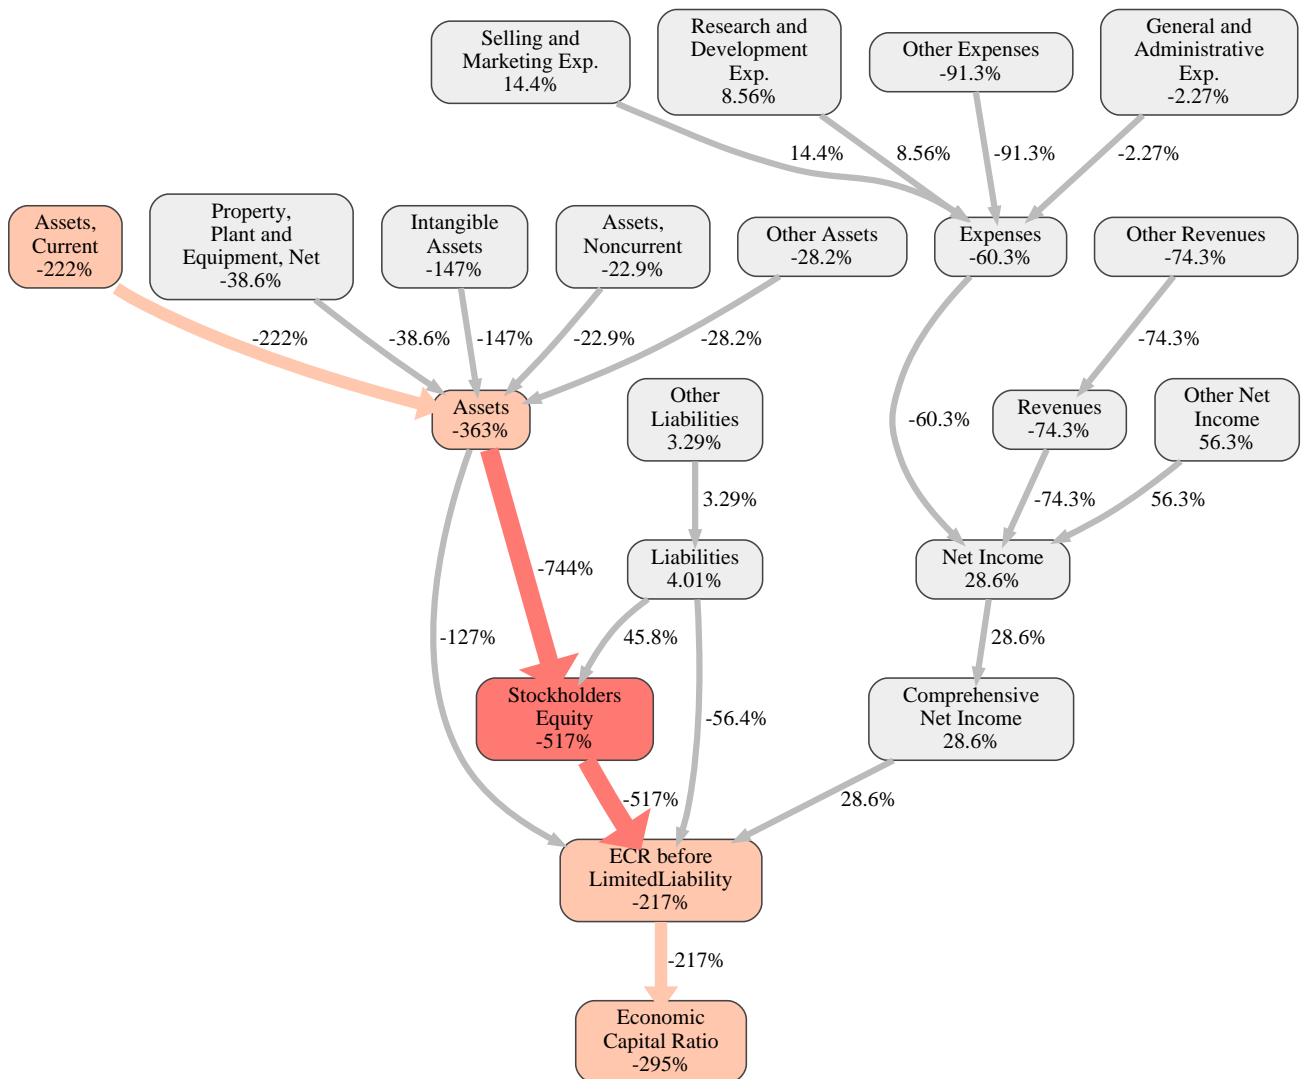 Selling and
Marketing Exp.
14.4%
Research and
Development
Exp.
8.56%
Other Expenses
-91.3%
General and
Administrative
Exp.
-2.27%
14.4%
8.56%
-91.3%
-2.27%
Assets,
Current
-222%
Property,
Plant and
Equipment, Net
-38.6%
Intangible
Assets
-147%
Assets,
Noncurrent
-22.9%
Other Assets
-28.2%
Expenses
-60.3%
Other Revenues
-74.3%
-222%
-38.6%
-147%
-22.9%
-28.2%
-74.3%
Assets
-363%
Other
Liabilities
3.29%
-60.3%
Revenues
-74.3%
Other Net
Income
56.3%
3.29%
-74.3%
56.3%
-744%
Liabilities
4.01%
Net Income
28.6%
-127%
45.8%
28.6%
Stockholders
Equity
-517%
-56.4%
Comprehensive
Net Income
28.6%
-517%
28.6%
ECR before
LimitedLiability
-217%
-217%
Economic
Capital Ratio
-295%